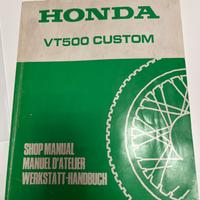 HONDA
VT500 CUSTOM
SHOP MANUAL
MANUEL D'ATELIER
WERKSTATT-HANDBUCH